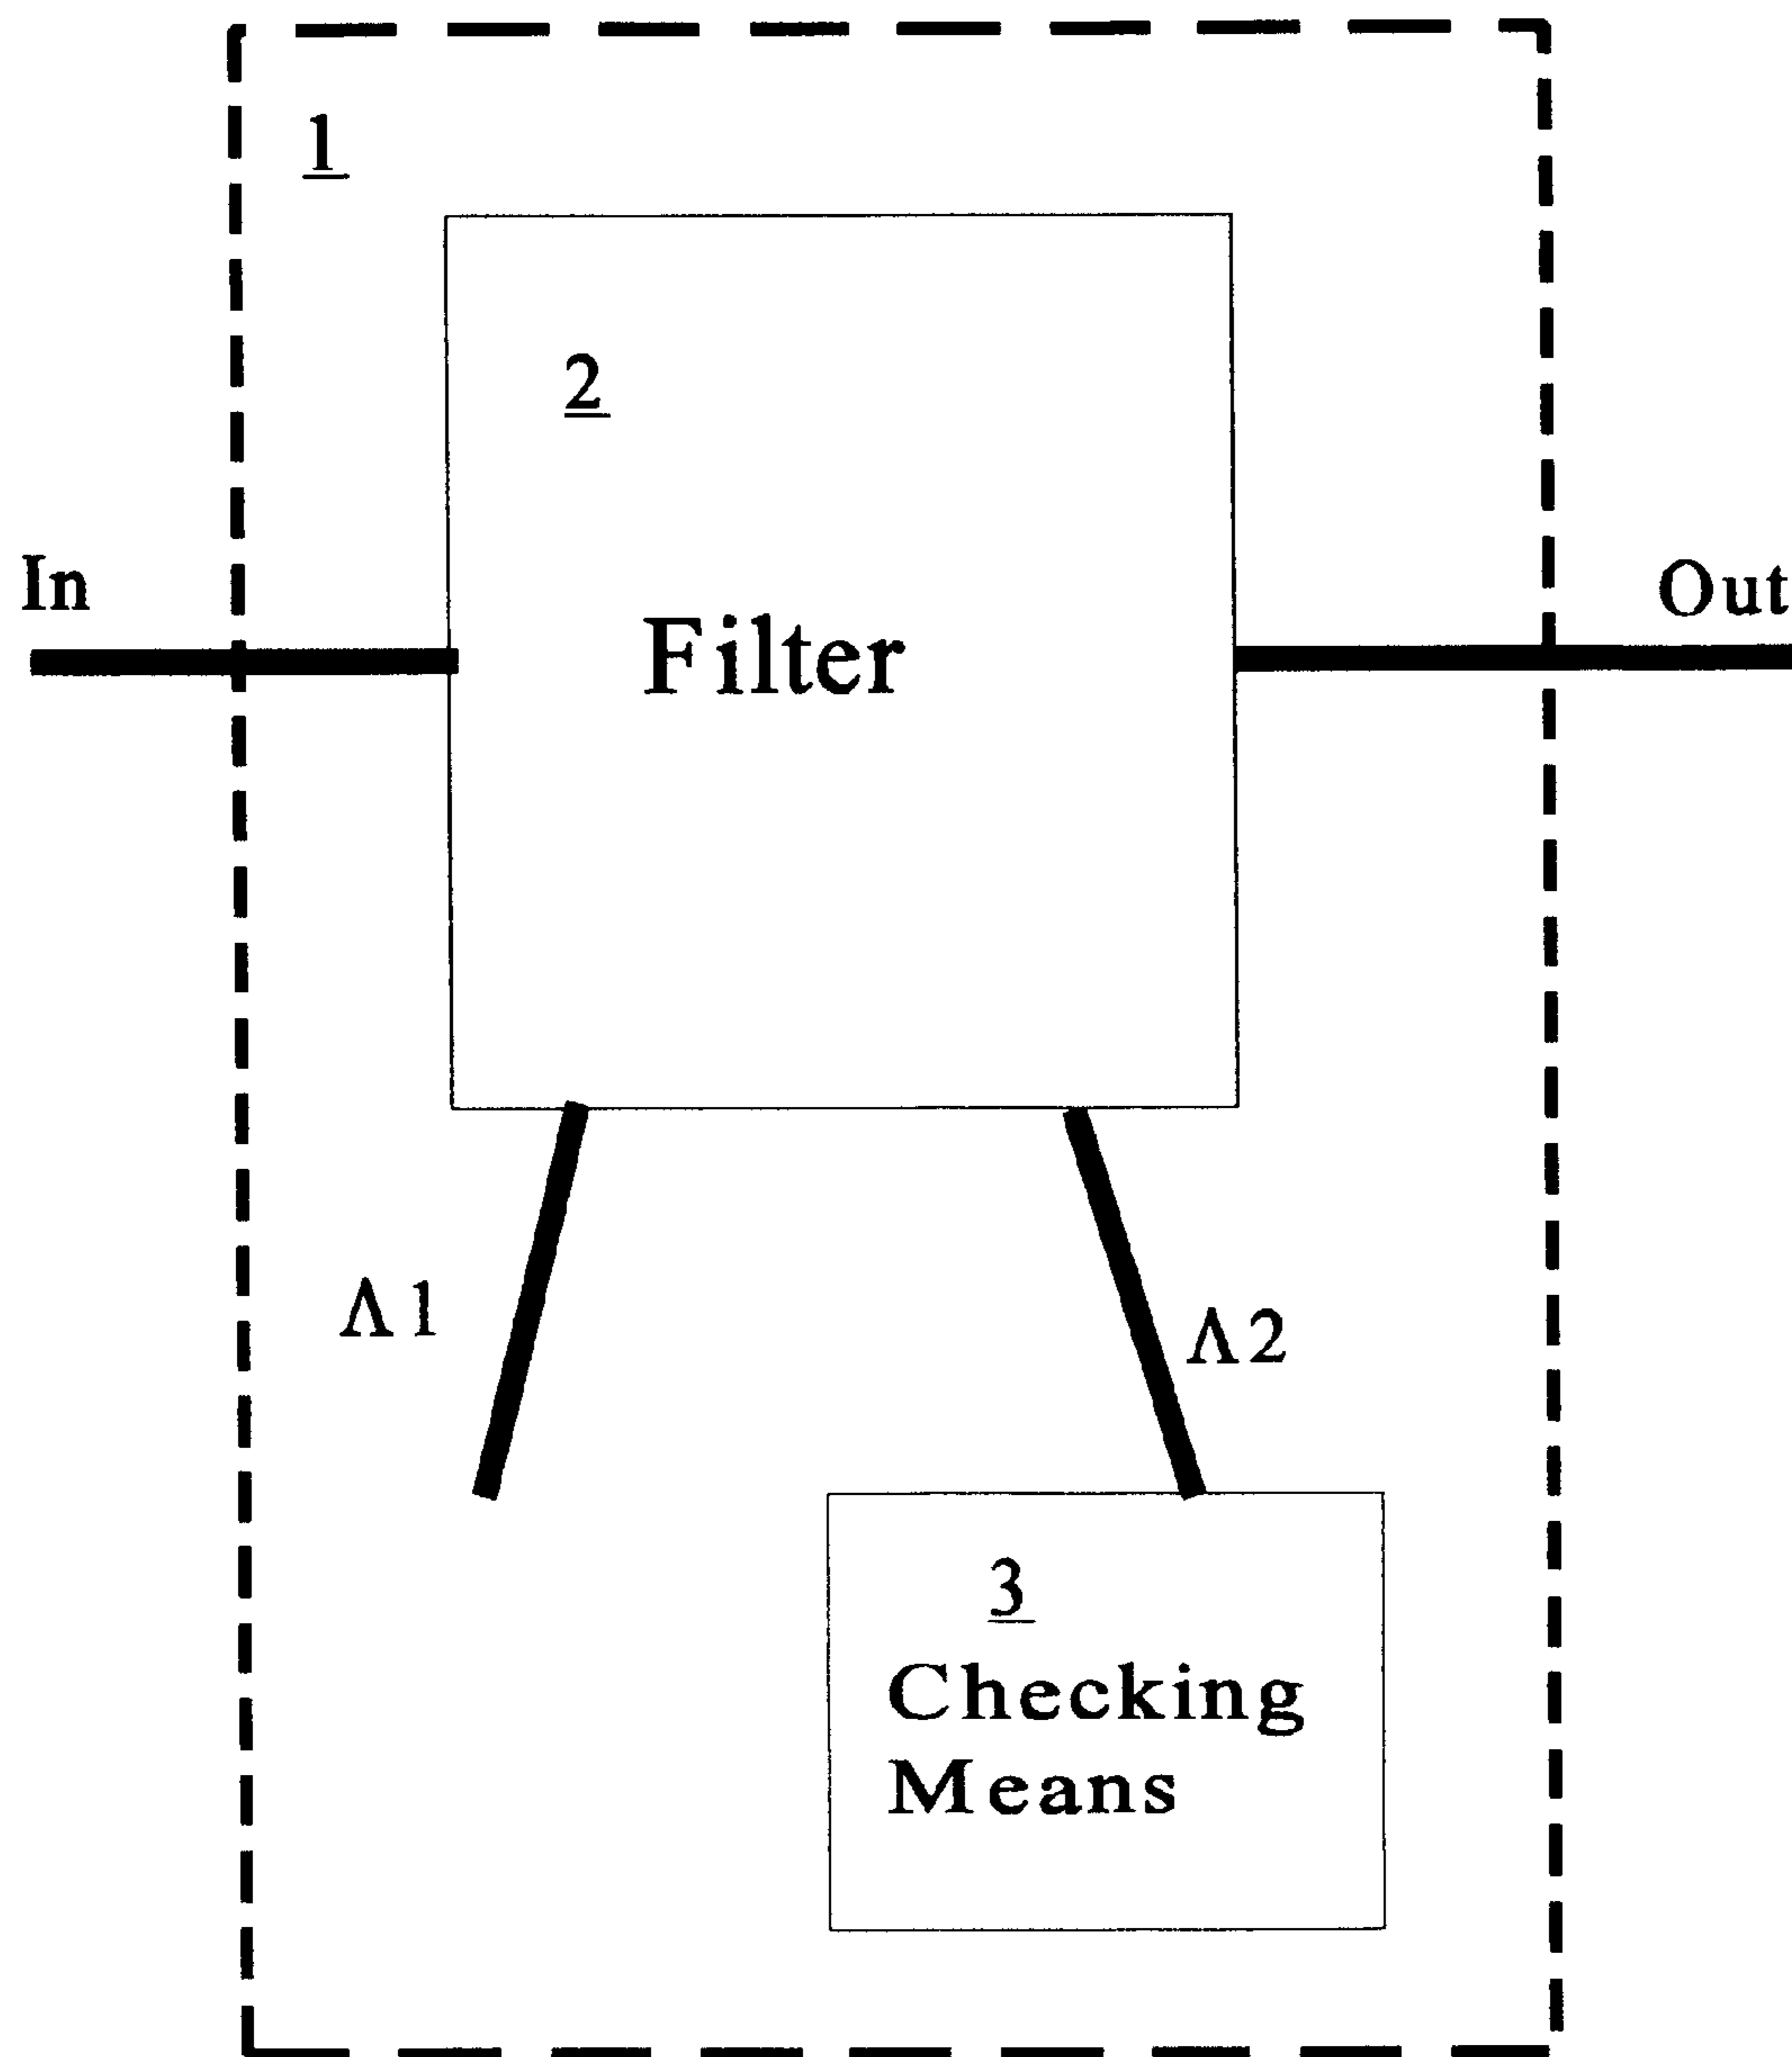 1
2
In
Out
Filter
Λ1
Λ2
3
Checking
Means